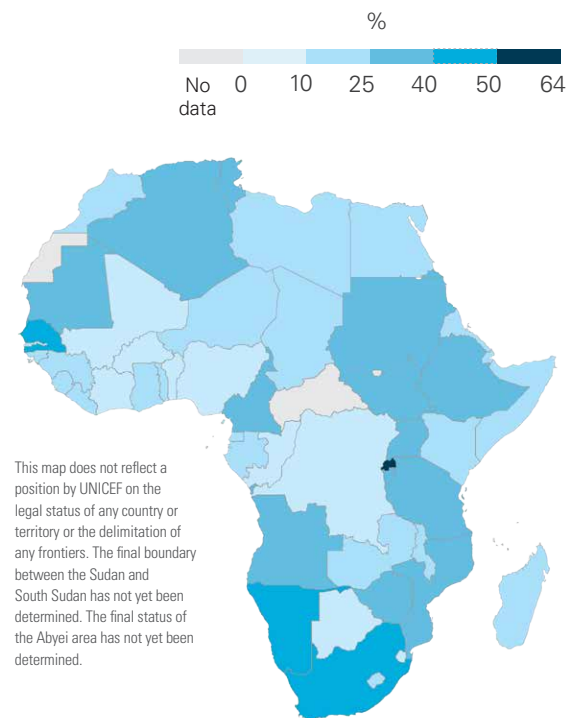 %
No data 0 10 25 40 50 64
This map does not reflect a
position by UNICEF on the
legal status of any country or
territory or the delimitation of
any frontiers. The final boundary
between the Sudan and
South Sudan has not yet been
determined. The final status of
the Abyei area has not yet been
determined.